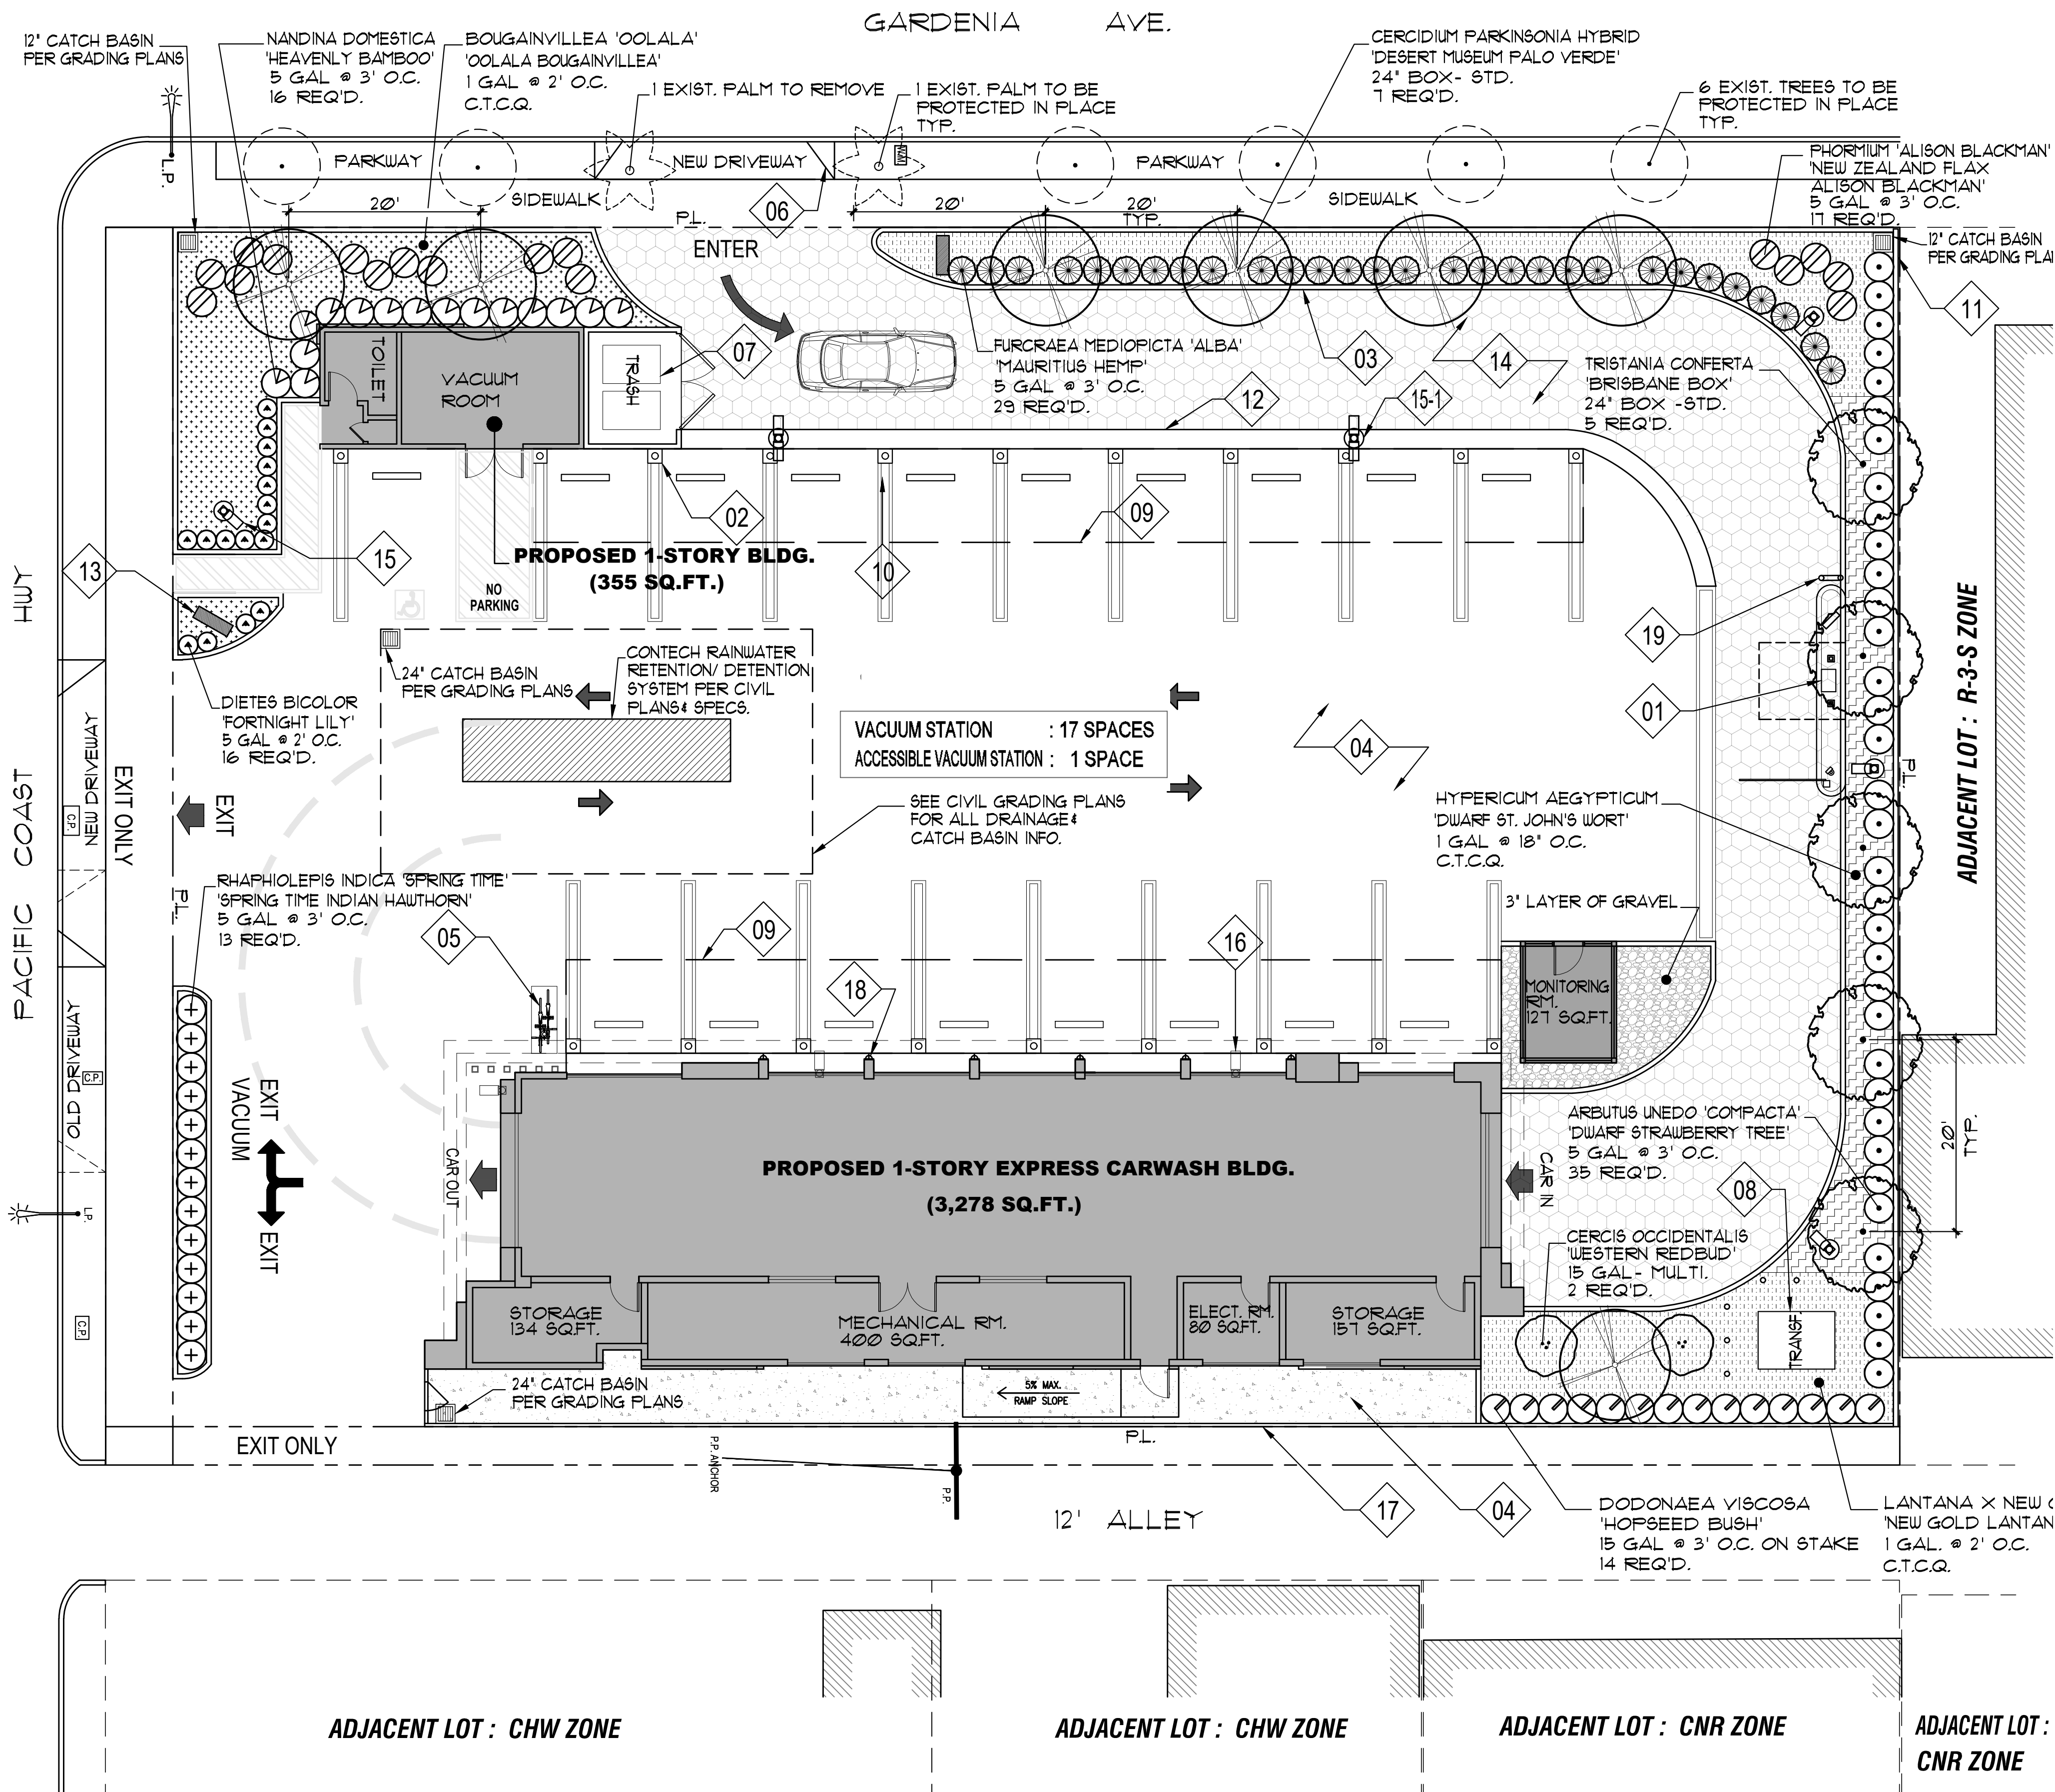 GARDENIA AVE.
12" CATCH BASIN
PER GRADING PLANS
NANDINA DOMESTICA
'HEAVENLY BAMBOO'
5 GAL @ 3' O.C.
16 REQ'D.
BOUGAINVILLEA 'OOLALA'
'OOLALA BOUGAINVILLEA'
1 GAL @ 2' O.C.
C.T.C.Q.
1 EXIST. PALM TO REMOVE
1 EXIST. PALM TO BE
PROTECTED IN PLACE
TYP.
CERCIDIUM PARKINSONIA HYBRID
'DESERT MUSEUM PALO VERDE'
24" BOX- STD.
7 REQ'D.
6 EXIST. TREES TO BE
PROTECTED IN PLACE
TYP.
PHORMIUM 'ALISON BLACKMAN'
'NEW ZEALAND FLAX
ALISON BLACKMAN'
5 GAL @ 3' O.C.
17 REQ'D.
L.P.
PARKWAY
NEW DRIVEWAY
WM
PARKWAY
SIDEWALK
SIDEWALK
20'
P.L.
06
20'
20'
TYP.
ENTER
12" CATCH BASIN
PER GRADING PLA
11
TOILET
VACUUM
ROOM
TRASH
07
FURCRAEA MEDIOPICTA 'ALBA'
'MAURITIUS HEMP'
5 GAL @ 3' O.C.
29 REQ'D.
03
14
TRISTANIA CONFERTA
'BRISBANE BOX'
24" BOX -STD.
5 REQ'D.
12
15-1
02
09
10
15
13
PROPOSED 1-STORY BLDG.
(355 SQ.FT.)
NO
PARKING
PACIFIC COAST HWY
19
01
ADJACENT LOT : R-3-S ZONE
24" CATCH BASIN
PER GRADING PLANS
CONTECH RAINWATER
RETENTION/ DETENTION
SYSTEM PER CIVIL
PLANS& SPECS.
DIETES BICOLOR
'FORTNIGHT LILY'
5 GAL @ 2' O.C.
16 REQ'D.
VACUUM STATION : 17 SPACES
ACCESSIBLE VACUUM STATION : 1 SPACE
04
NEW DRIVEWAY
C.P.
EXIT ONLY
EXIT
SEE CIVIL GRADING PLANS
FOR ALL DRAINAGE&
CATCH BASIN INFO.
HYPERICUM AEGYPTICUM
'DWARF ST. JOHN'S WORT'
1 GAL @ 18" O.C.
C.T.C.Q.
P.L.
P.L.
RHAPHIOLEPIS INDICA 'SPRING TIME'
'SPRING TIME INDIAN HAWTHORN'
5 GAL @ 3' O.C.
13 REQ'D.
05
09
16
18
3" LAYER OF GRAVEL
MONITORING
RM.
127 SQ.FT.
OLD DRIVEWAY
C.P.
EXIT
VACUUM
EXIT
CAR OUT
PROPOSED 1-STORY EXPRESS CARWASH BLDG.
(3,278 SQ.FT.)
CAR IN
ARBUTUS UNEDO 'COMPACTA'
'DWARF STRAWBERRY TREE'
5 GAL @ 3' O.C.
35 REQ'D.
20'
TYP.
08
L.P.
CERCIS OCCIDENTALIS
'WESTERN REDBUD'
15 GAL- MULTI.
2 REQ'D.
C.P.
STORAGE
134 SQ.FT.
MECHANICAL RM.
400 SQ.FT.
ELECT. RM.
80 SQ.FT.
STORAGE
157 SQ.FT.
TRANSF.
24" CATCH BASIN
PER GRADING PLANS
5% MAX.
RAMP SLOPE
EXIT ONLY
P.P. ANCHOR
P.P.
P.L.
12' ALLEY
17
04
DODONAEA VISCOSA
'HOPSEED BUSH'
15 GAL @ 3' O.C. ON STAKE
14 REQ'D.
LANTANA X NEW
'NEW GOLD LANTAN
1 GAL. @ 2' O.C.
C.T.C.Q.
ADJACENT LOT : CHW ZONE
ADJACENT LOT : CHW ZONE
ADJACENT LOT : CNR ZONE
ADJACENT LOT :
CNR ZONE